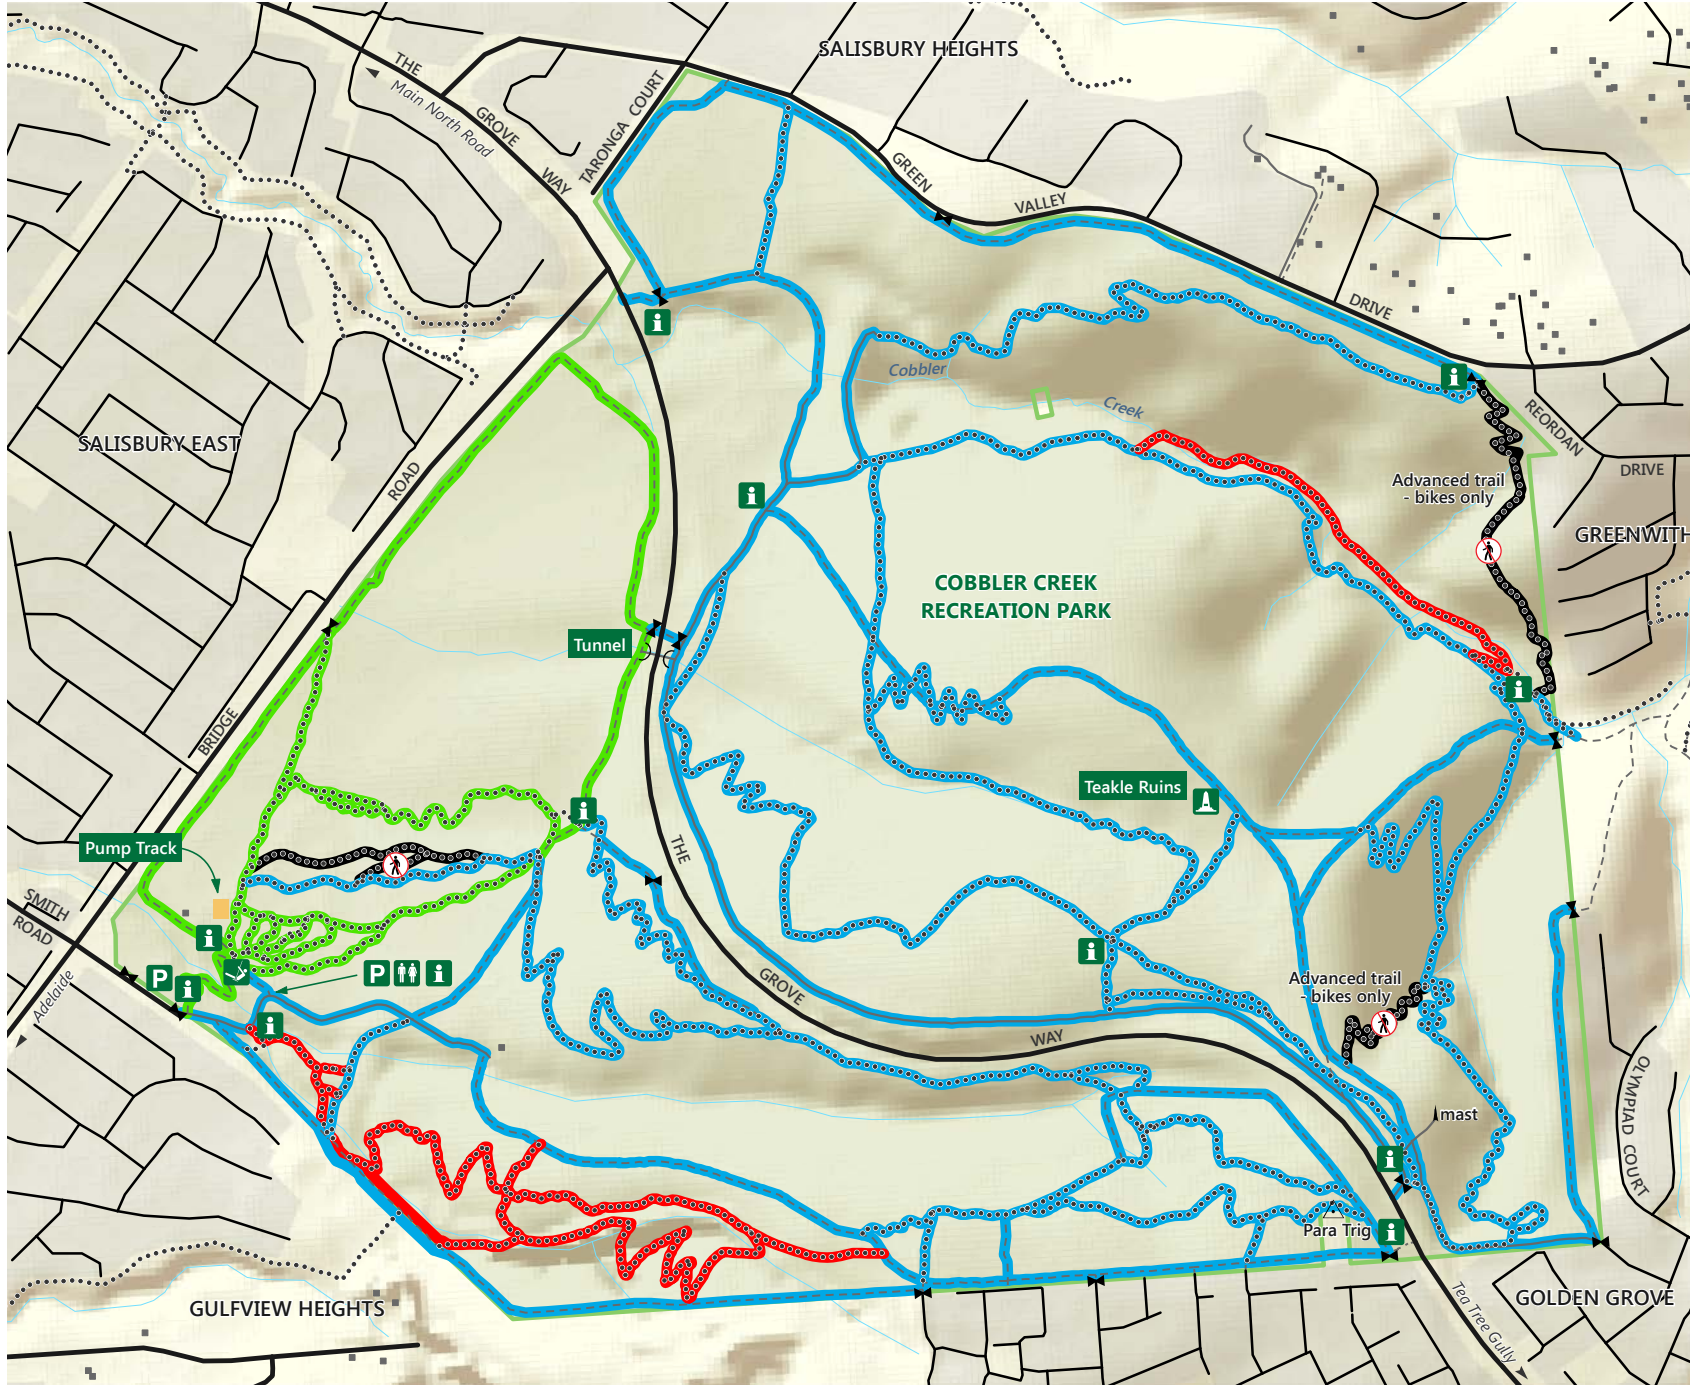 SALISBURY HEIGHTS
THE
Main North Road
GROVE
WAY
TARONGA COURT
GREEN
VALLEY
DRIVE
Cobbler
Creek
REORDAN
DRIVE
SALISBURY EAST
ROAD
Advanced trail
- bikes only
GREENWITH
COBBLER CREEK
RECREATION PARK
Tunnel
BRIDGE
Teakle Ruins
THE
Pump Track
SMITH
ROAD
P
P
Adelaide
GROVE
WAY
Advanced trail
- bikes only
OLYMPIAD COURT
mast
Para Trig
GULFVIEW HEIGHTS
Tea Tree Gully
GOLDEN GROVE
i
i
i
i
i
i
i
i
i
i
i
i